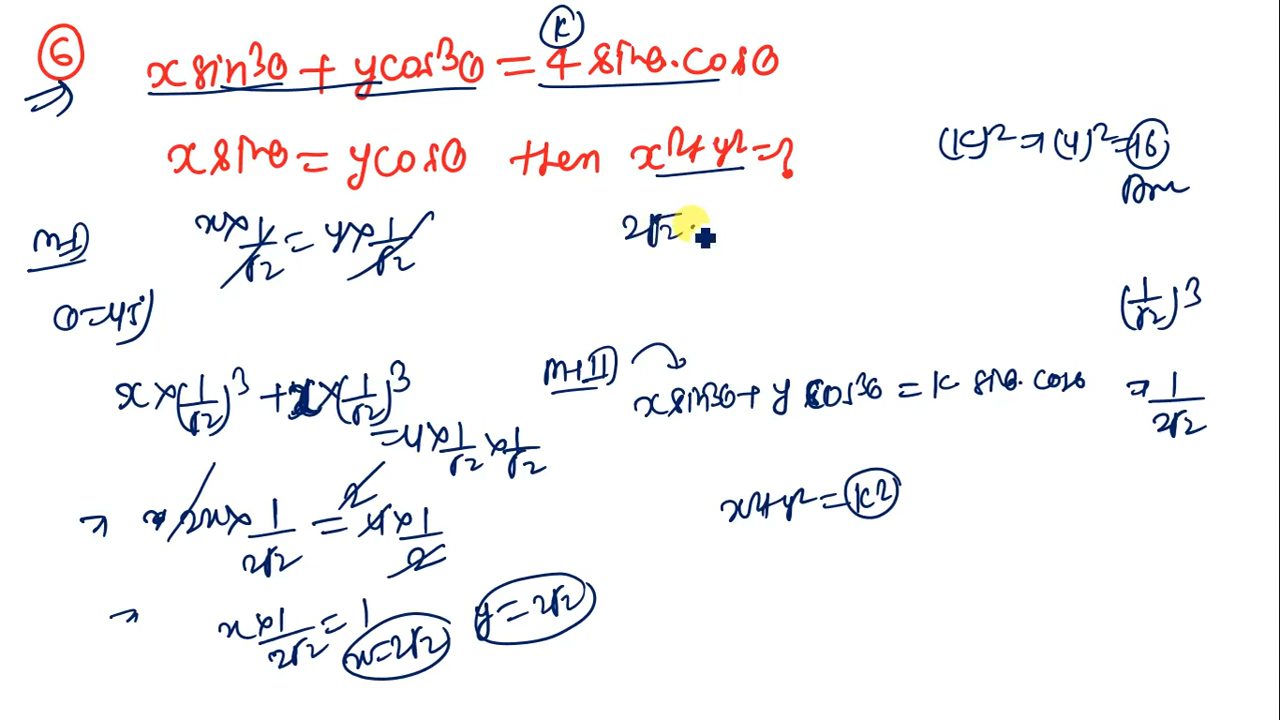 6 x sin³θ + y cos³θ = 4 sinθ.cosθ
K
x sinθ = y cosθ then x²+y² = ?
(K)² ⇒ (4)² = 16
Ans
M-I) x × 1/√2 = y × 1/√2
2√2 .
θ = 45°
(1/√2)³
M-II) x sin³θ + y cos³θ = K sinθ. cosθ
⇒ 1/2√2
x × (1/√2)³ + x × (1/√2)³
= 4 × 1/√2 × 1/√2
x²+y² = K²
⇒ 2x × 1/2√2 = 4 × 1/2
2
⇒ x × 1/2√2 = 1
x = 2√2 y = 2√2